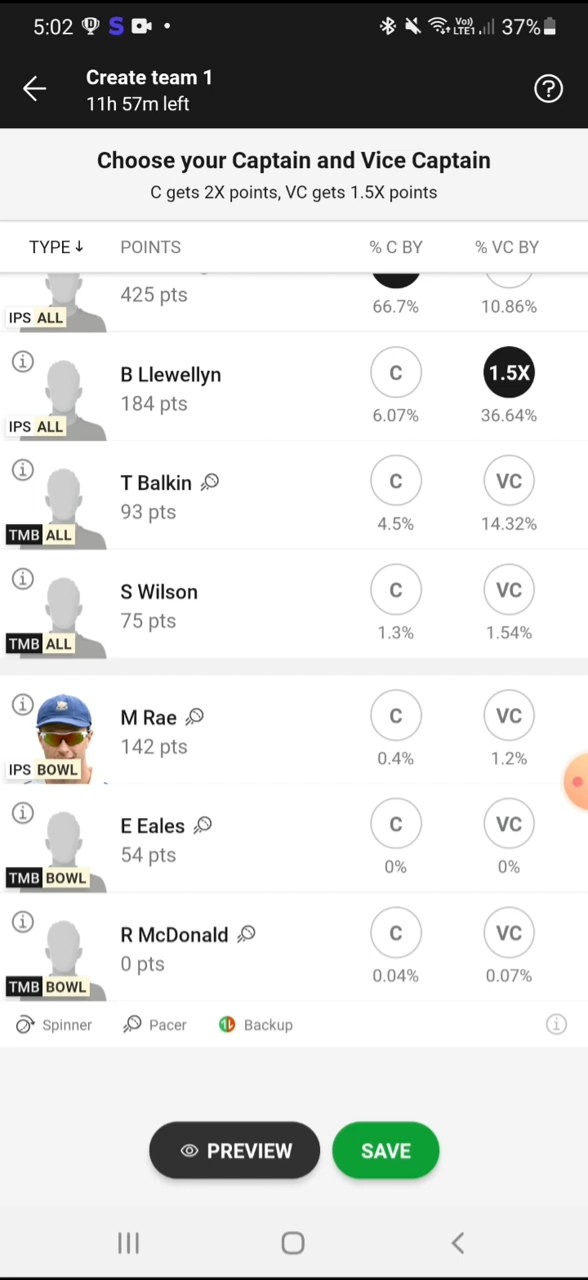 5:02 Vo)) LTE1 37%
Create team 1
11h 57m left
Choose your Captain and Vice Captain
C gets 2X points, VC gets 1.5X points
TYPE POINTS % C BY % VC BY
425 pts
IPS ALL 66.7% 10.86%
B Llewellyn C 1.5X
184 pts
IPS ALL 6.07% 36.64%
T Balkin C VC
93 pts
TMB ALL 4.5% 14.32%
S Wilson C VC
75 pts
TMB ALL 1.3% 1.54%
M Rae C VC
142 pts
IPS BOWL 0.4% 1.2%
E Eales C VC
54 pts
TMB BOWL 0% 0%
R McDonald C VC
0 pts
TMB BOWL 0.04% 0.07%
Spinner Pacer Backup
PREVIEW SAVE